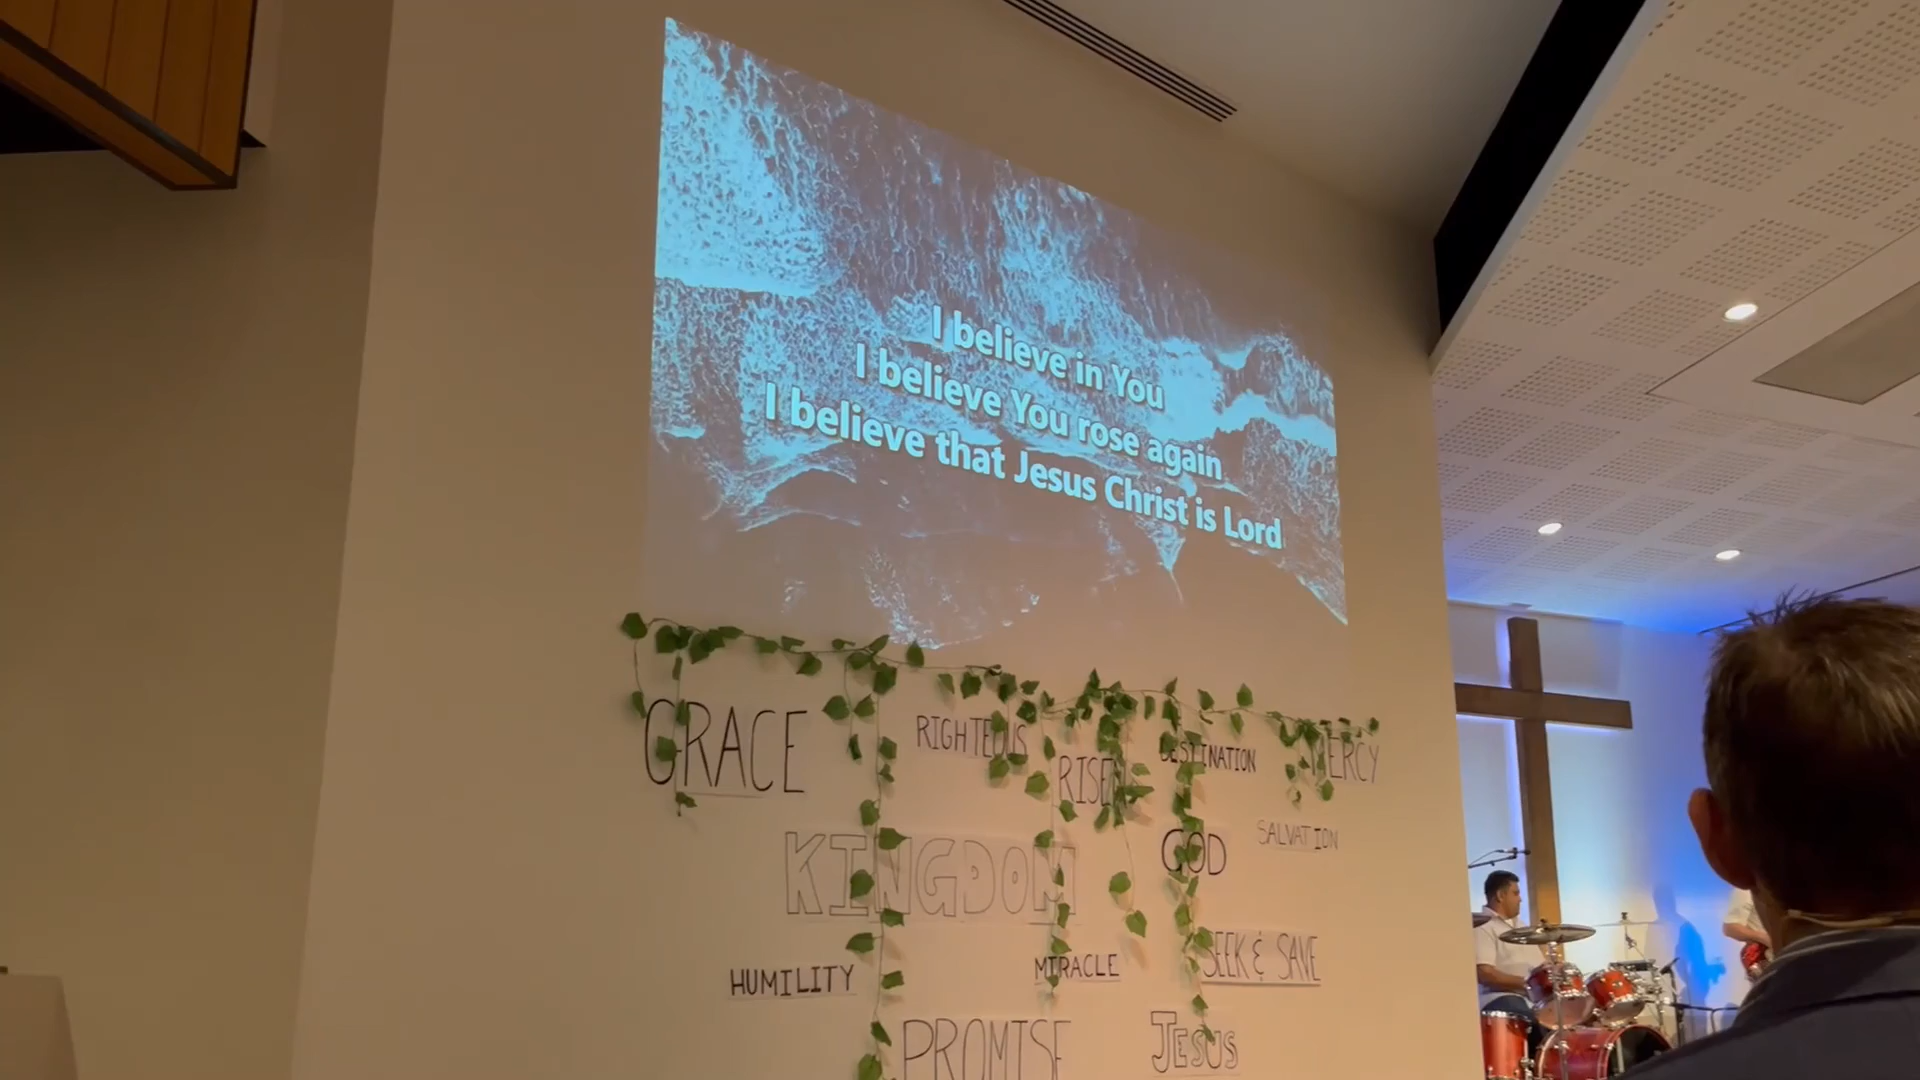 I believe in You
I believe You rose again
I believe that Jesus Christ is Lord
GRACE
RIGHTEOUS
RISEN
DESTINATION
MERCY
KINGDOM
GOD
SALVATION
HUMILITY
MIRACLE
SEEK & SAVE
PROMISE
JESUS